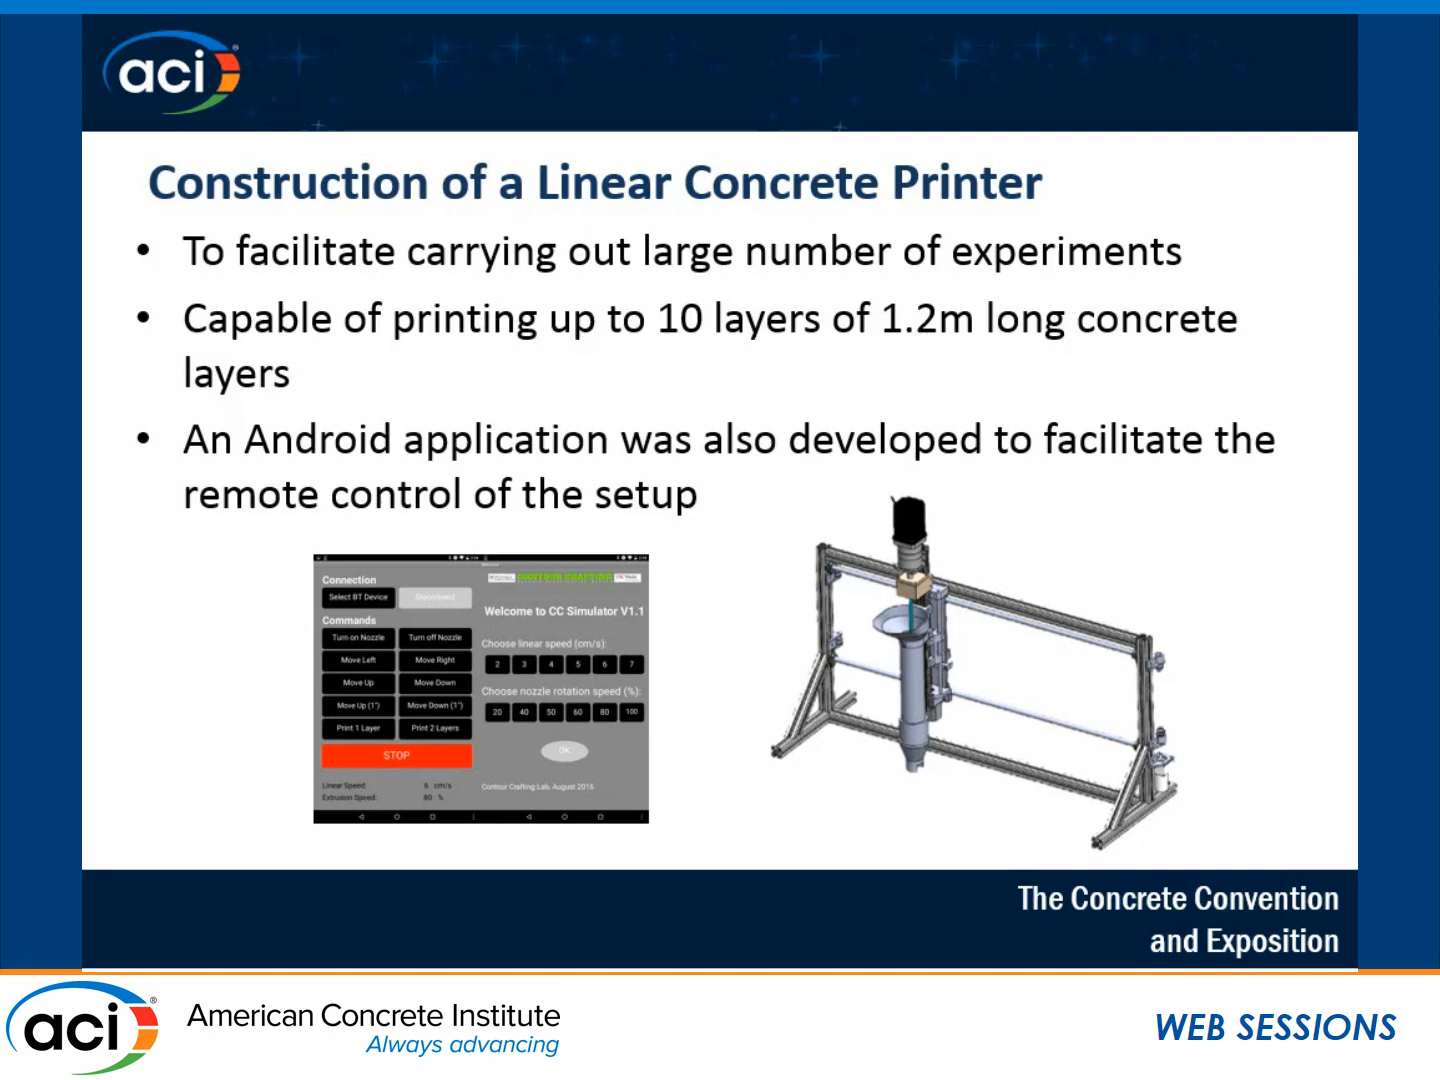 aci
Construction of a Linear Concrete Printer
• To facilitate carrying out large number of experiments
• Capable of printing up to 10 layers of 1.2m long concrete
layers
• An Android application was also developed to facilitate the
remote control of the setup
Connection
Select BT Device
Disconnect
Commands
Turn on Nozzle
Turn off Nozzle
Move Left
Move Right
Move Up
Move Down
Move Up (1")
Move Down (1")
Print 1 Layer
Print 2 Layers
STOP
Linear Speed: 6 cm/s
Extrusion Speed: 80 %
CONTOUR CRAFTING
Welcome to CC Simulator V1.1
Choose linear speed (cm/s):
2 3 4 5 6 7
Choose nozzle rotation speed (%):
20 40 50 60 80 100
OK
Contour Crafting Lab, August 2016
The Concrete Convention
and Exposition
aci
American Concrete Institute
Always advancing
WEB SESSIONS